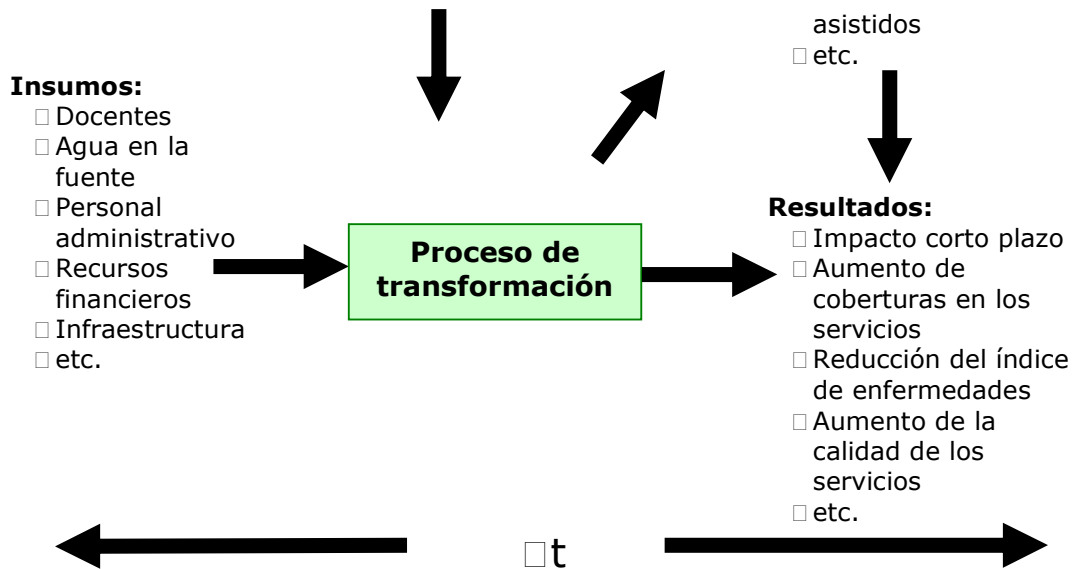 asistidos
□ etc.
Insumos:
□ Docentes
□ Agua en la
fuente
□ Personal
administrativo
□ Recursos
financieros
□ Infraestructura
□ etc.
Proceso de
transformación
Resultados:
□ Impacto corto plazo
□ Aumento de
coberturas en los
servicios
□ Reducción del índice
de enfermedades
□ Aumento de la
calidad de los
servicios
□ etc.
□t